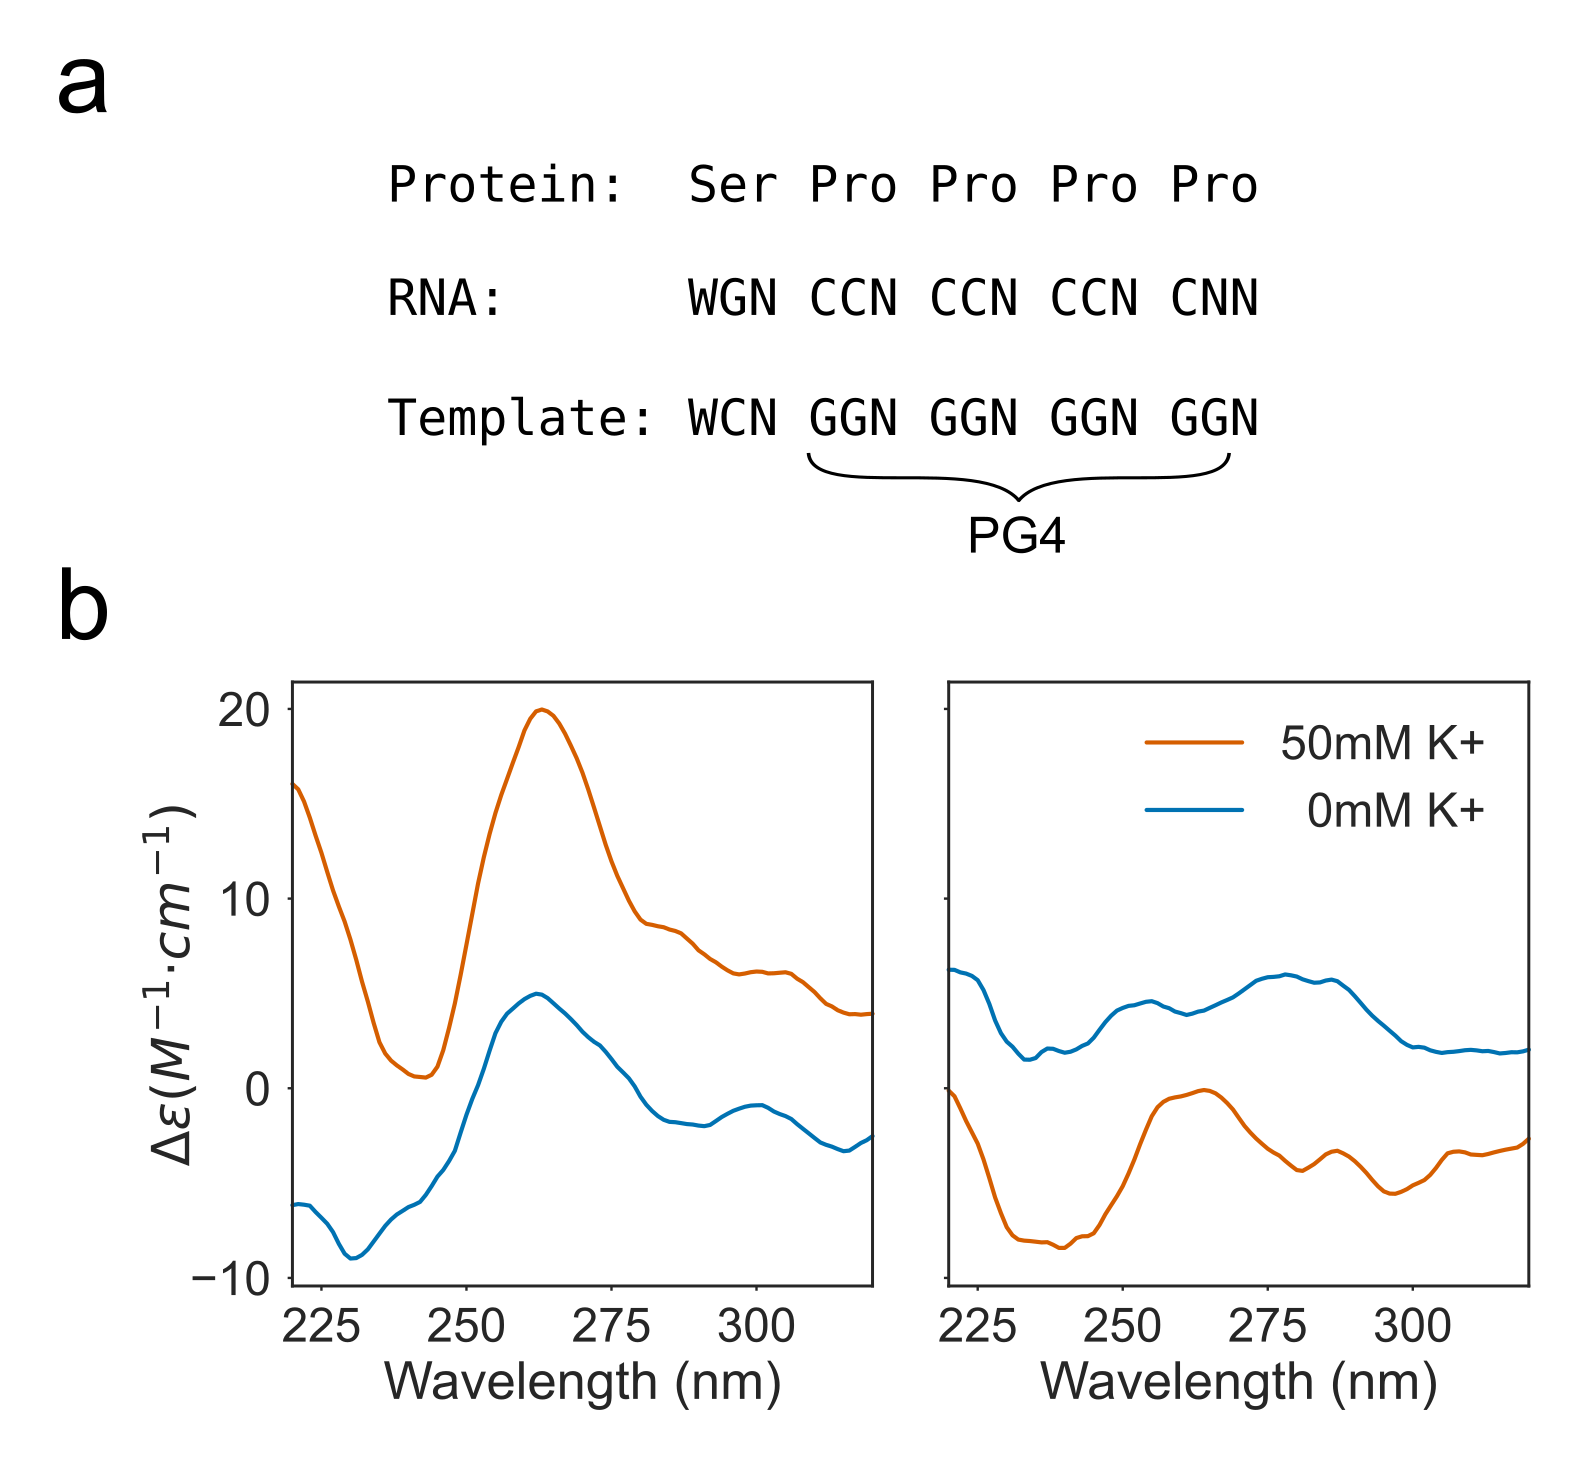 a
Protein: Ser Pro Pro Pro Pro
RNA: WGN CCN CCN CCN CNN
Template: WCN GGN GGN GGN GGN
PG4
b
20
10
0
−10
Δε(M⁻¹·cm⁻¹)
225 250 275 300
Wavelength (nm)
50mM K+
0mM K+
225 250 275 300
Wavelength (nm)